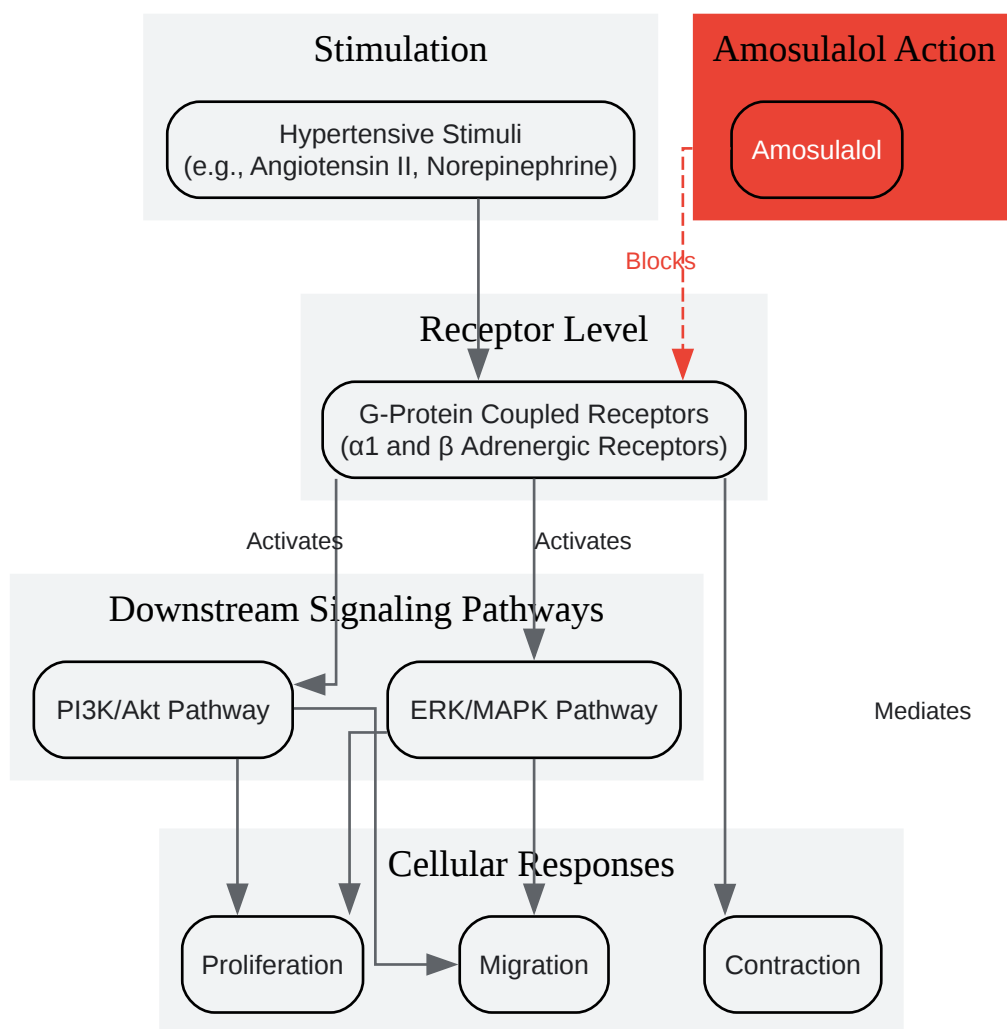 Stimulation
Amosulalol Action
Hypertensive Stimuli
(e.g., Angiotensin II, Norepinephrine)
Amosulalol
Blocks
Receptor Level
G-Protein Coupled Receptors
(α1 and β Adrenergic Receptors)
Activates
Activates
Downstream Signaling Pathways
PI3K/Akt Pathway
ERK/MAPK Pathway
Mediates
Cellular Responses
Proliferation
Migration
Contraction